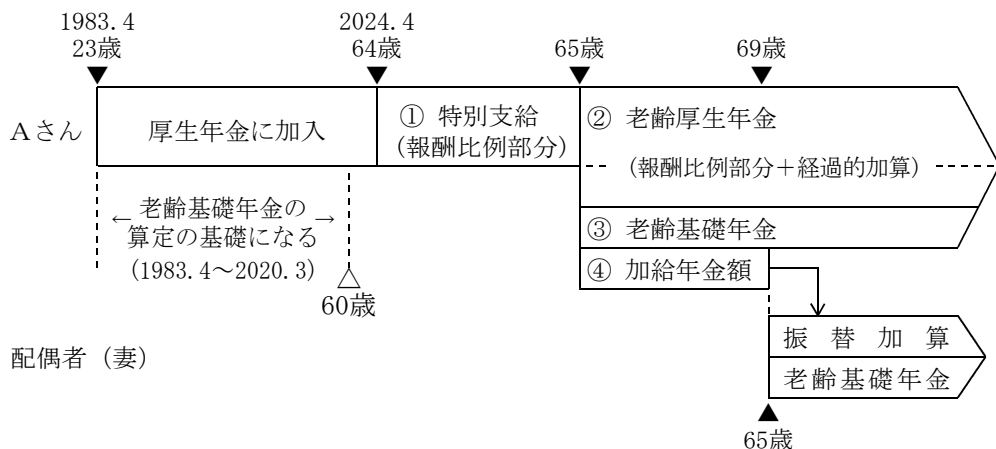 1983.4 2024.4
23歳 64歳 65歳 69歳
Aさん 厚生年金に加入 ① 特別支給 ② 老齢厚生年金
(報酬比例部分)
(報酬比例部分+経過的加算)
← 老齢基礎年金の →
算定の基礎になる
(1983.4～2020.3)
③ 老齢基礎年金
④ 加給年金額
60歳
配偶者(妻) 振替加算
老齢基礎年金
65歳